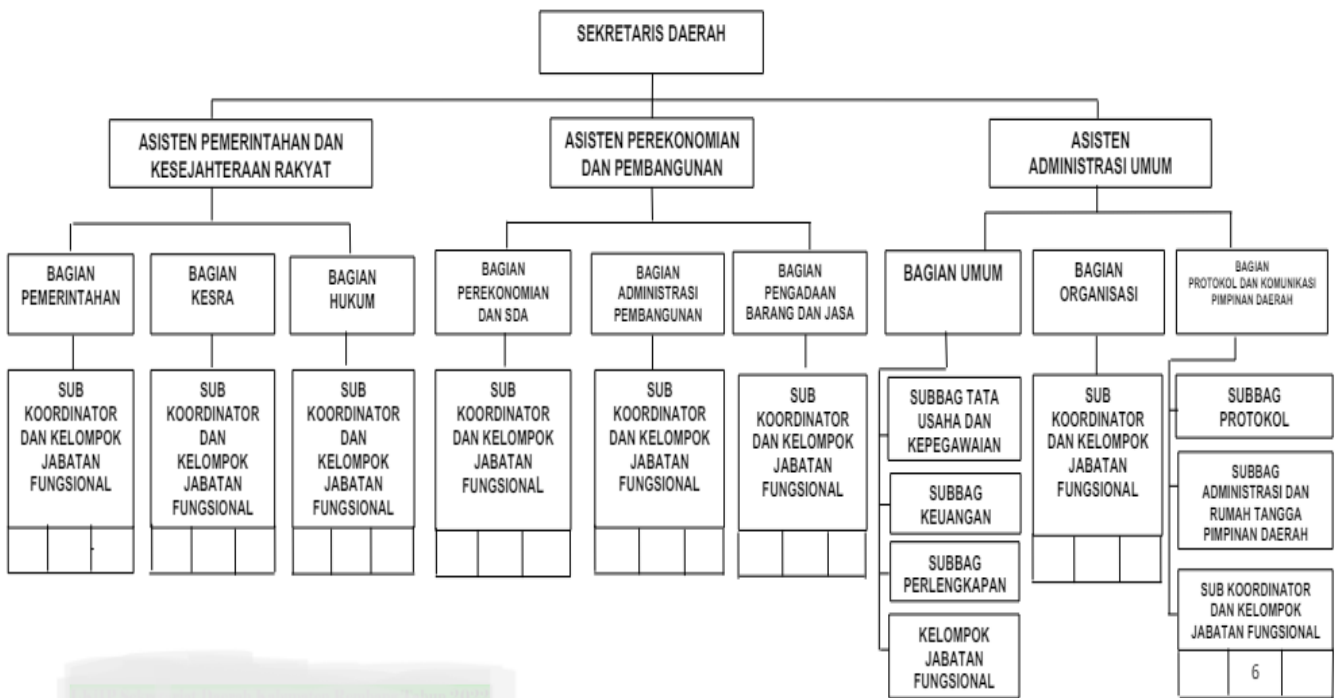 SEKRETARIS DAERAH
ASISTEN PEMERINTAHAN DAN
KESEJAHTERAAN RAKYAT
ASISTEN PEREKONOMIAN
DAN PEMBANGUNAN
ASISTEN
ADMINISTRASI UMUM
BAGIAN
PEMERINTAHAN
BAGIAN
KESRA
BAGIAN
HUKUM
BAGIAN
PEREKONOMIAN
DAN SDA
BAGIAN
ADMINISTRASI
PEMBANGUNAN
BAGIAN
PENGADAAN
BARANG DAN JASA
BAGIAN UMUM
BAGIAN
ORGANISASI
BAGIAN
PROTOKOL DAN KOMUNIKASI
PIMPINAN DAERAH
SUB
KOORDINATOR
DAN KELOMPOK
JABATAN
FUNGSIONAL
SUB
KOORDINATOR
DAN
KELOMPOK
JABATAN
FUNGSIONAL
SUB
KOORDINATOR
DAN
KELOMPOK
JABATAN
FUNGSIONAL
SUB
KOORDINATOR
DAN KELOMPOK
JABATAN
FUNGSIONAL
SUB
KOORDINATOR
DAN KELOMPOK
JABATAN
FUNGSIONAL
SUB
KOORDINATOR
DAN KELOMPOK
JABATAN
FUNGSIONAL
SUBBAG TATA
USAHA DAN
KEPEGAWAIAN
SUBBAG
KEUANGAN
SUBBAG
PERLENGKAPAN
KELOMPOK
JABATAN
FUNGSIONAL
SUB
KOORDINATOR
DAN KELOMPOK
JABATAN
FUNGSIONAL
SUBBAG
PROTOKOL
SUBBAG
ADMINISTRASI DAN
RUMAH TANGGA
PIMPINAN DAERAH
SUB KOORDINATOR
DAN KELOMPOK
JABATAN FUNGSIONAL
6